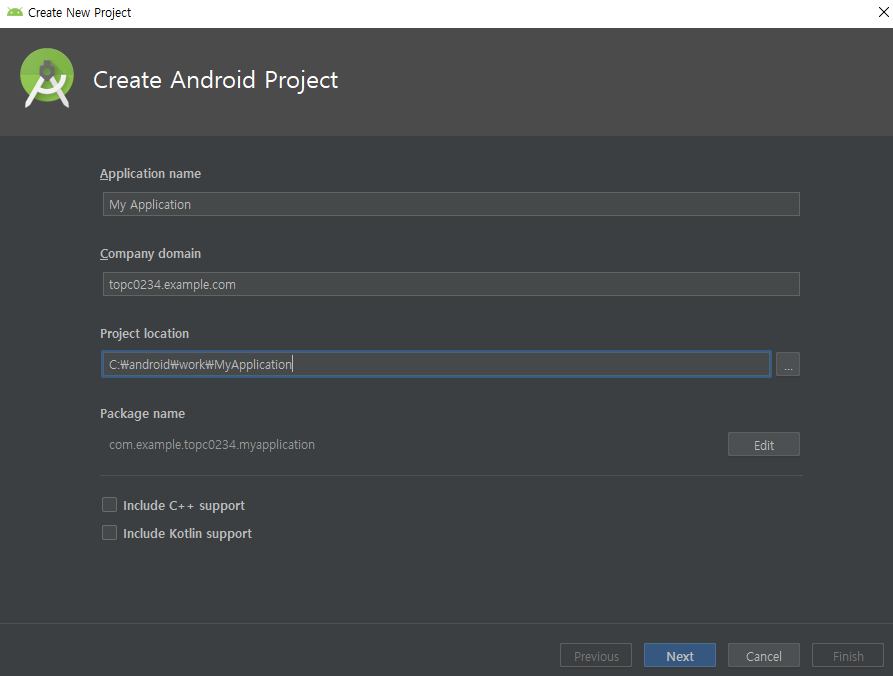 Create New Project
Create Android Project
Application name
My Application
Company domain
topc0234.example.com
Project location
C:₩android₩work₩MyApplication
...
Package name
com.example.topc0234.myapplication
Edit
Include C++ support
Include Kotlin support
Previous
Next
Cancel
Finish